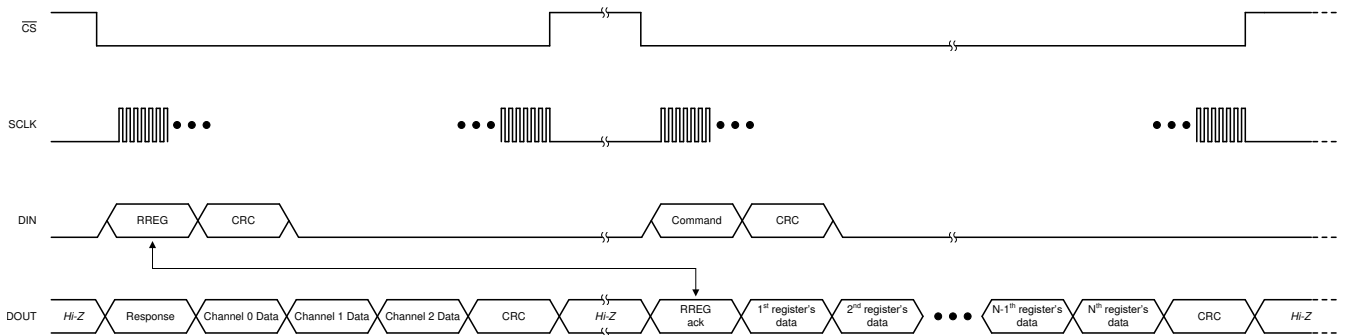 CS
SCLK
DIN
RREG
CRC
Command
CRC
DOUT
Hi-Z
Response
Channel 0 Data
Channel 1 Data
Channel 2 Data
CRC
Hi-Z
RREG
ack
1st register's
data
2nd register's
data
N-1th register's
data
Nth register's
data
CRC
Hi-Z